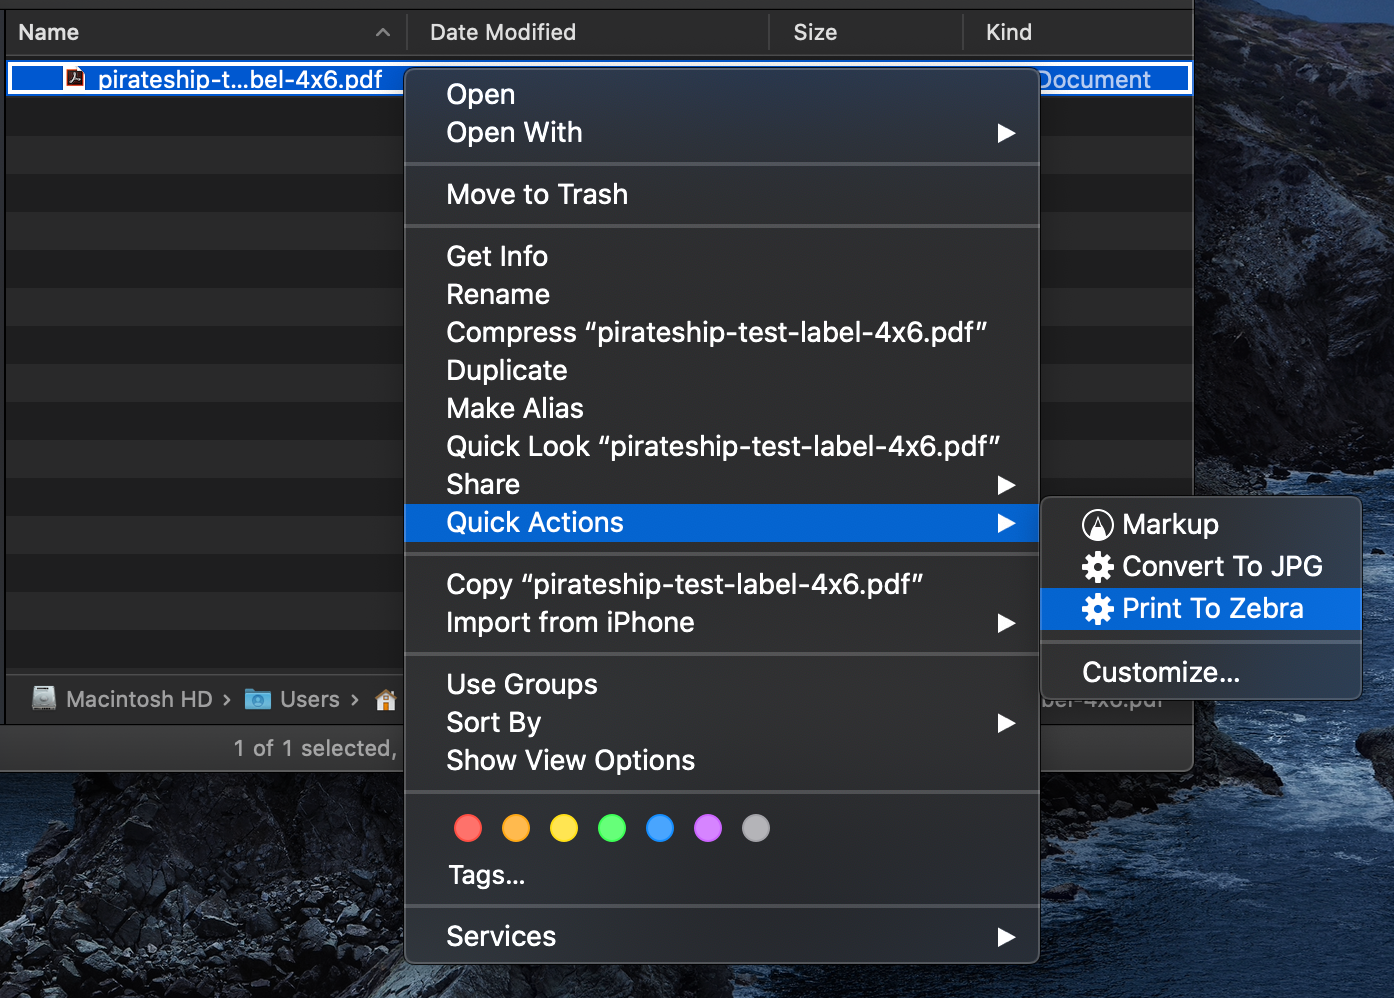 Name
Date Modified
Size
Kind
pirateship-t...bel-4x6.pdf
Document
Open
Open With
Move to Trash
Get Info
Rename
Compress “pirateship-test-label-4x6.pdf”
Duplicate
Make Alias
Quick Look “pirateship-test-label-4x6.pdf”
Share
Quick Actions
Markup
Convert To JPG
Print To Zebra
Customize...
Copy “pirateship-test-label-4x6.pdf”
Import from iPhone
Use Groups
Sort By
Show View Options
Tags...
Services
Macintosh HD › Users ›
bel-4x6.pdf
1 of 1 selected,